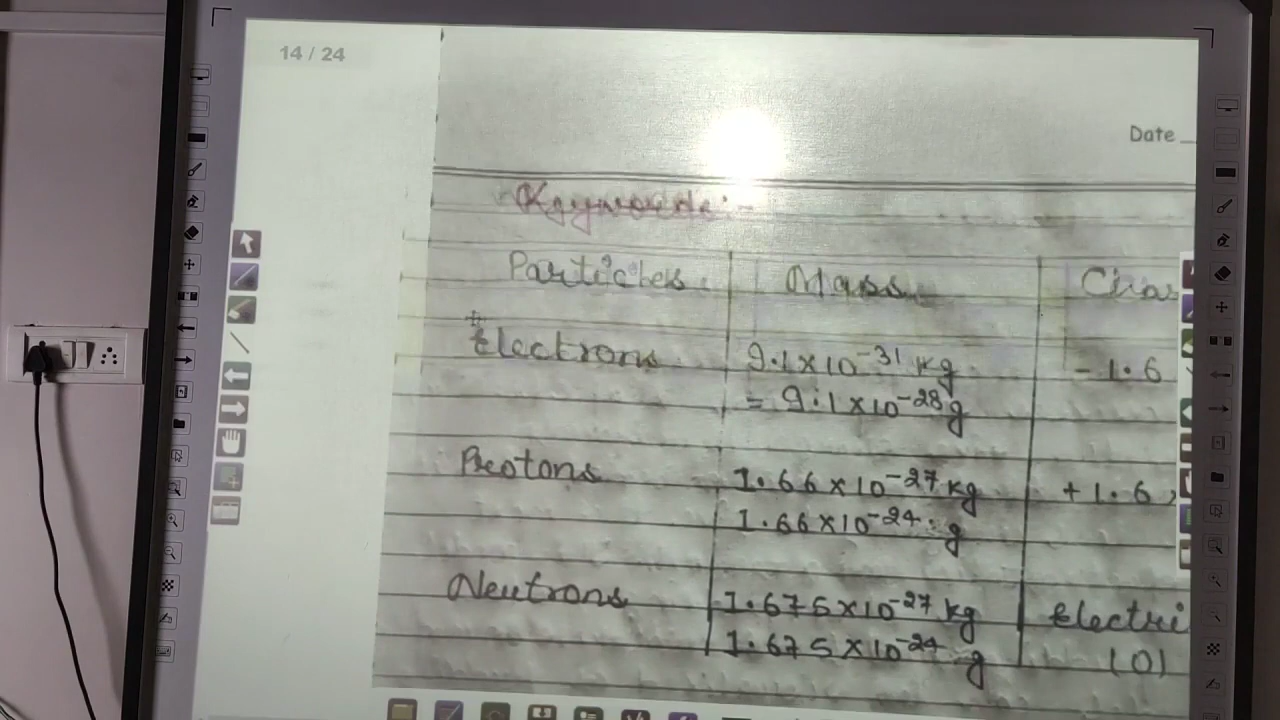 14 / 24
Date
Keywords:-
Particles Mass Char
Electrons 9.1 x 10⁻³¹ kg - 1.6
= 9.1 x 10⁻²⁸ g
Protons 1.66 x 10⁻²⁷ kg + 1.6 x
1.66 x 10⁻²⁴ g
Neutrons 1.675 x 10⁻²⁷ kg Electri
1.675 x 10⁻²⁴ g (0)